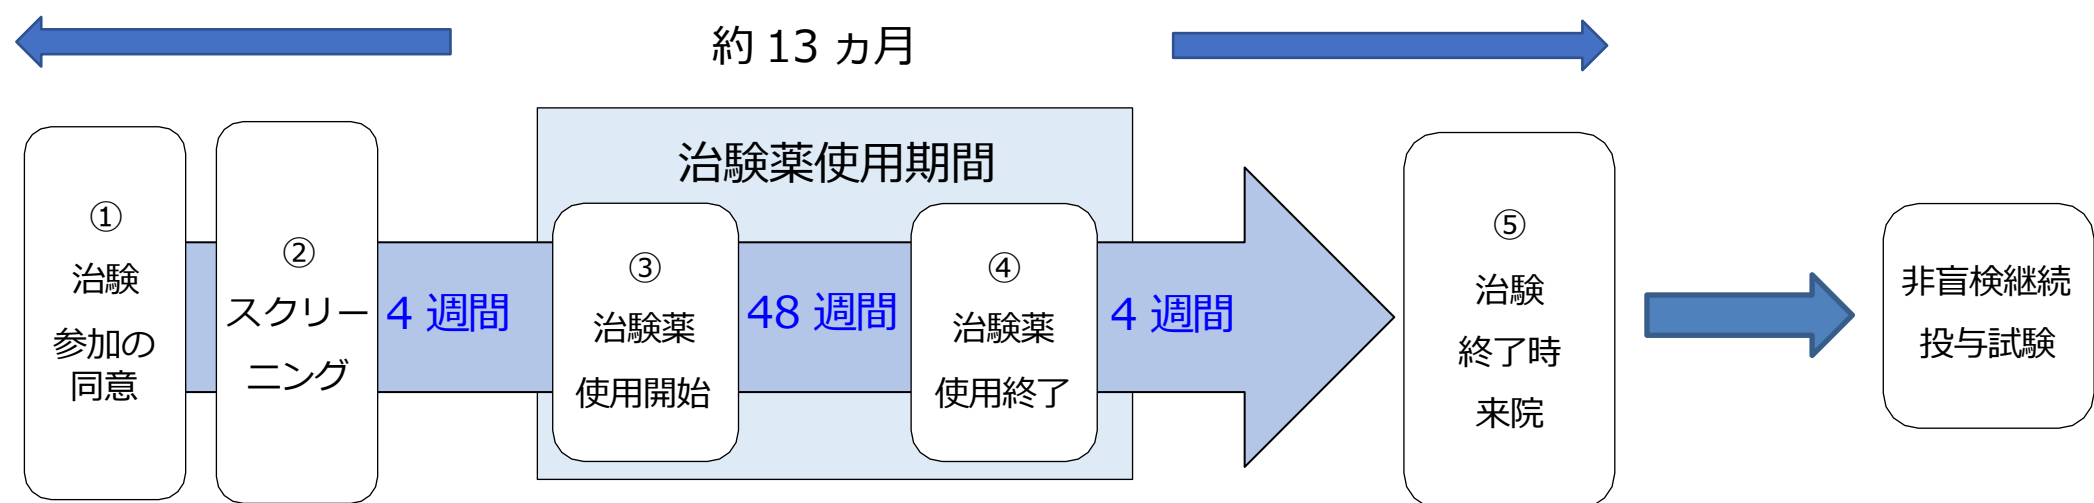 約 13 ヵ月
治験薬使用期間
①
治験
参加の
同意
②
スクリー
ニング
4 週間
③
治験薬
使用開始
48 週間
④
治験薬
使用終了
4 週間
⑤
治験
終了時
来院
非盲検継続
投与試験